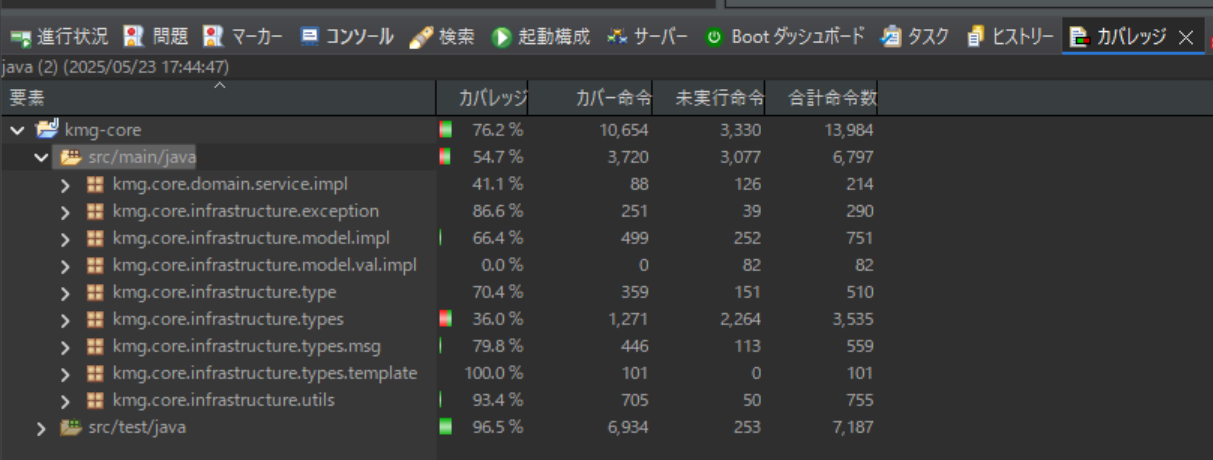 進行状況 問題 マーカー コンソール 検索 起動構成 サーバー Boot ダッシュボード タスク ヒストリー カバレッジ
java (2) (2025/05/23 17:44:47)
要素 カバレッジ カバー命令 未実行命令 合計命令数
kmg-core 76.2 % 10,654 3,330 13,984
src/main/java 54.7 % 3,720 3,077 6,797
kmg.core.domain.service.impl 41.1 % 88 126 214
kmg.core.infrastructure.exception 86.6 % 251 39 290
kmg.core.infrastructure.model.impl 66.4 % 499 252 751
kmg.core.infrastructure.model.val.impl 0.0 % 0 82 82
kmg.core.infrastructure.type 70.4 % 359 151 510
kmg.core.infrastructure.types 36.0 % 1,271 2,264 3,535
kmg.core.infrastructure.types.msg 79.8 % 446 113 559
kmg.core.infrastructure.types.template 100.0 % 101 0 101
kmg.core.infrastructure.utils 93.4 % 705 50 755
src/test/java 96.5 % 6,934 253 7,187